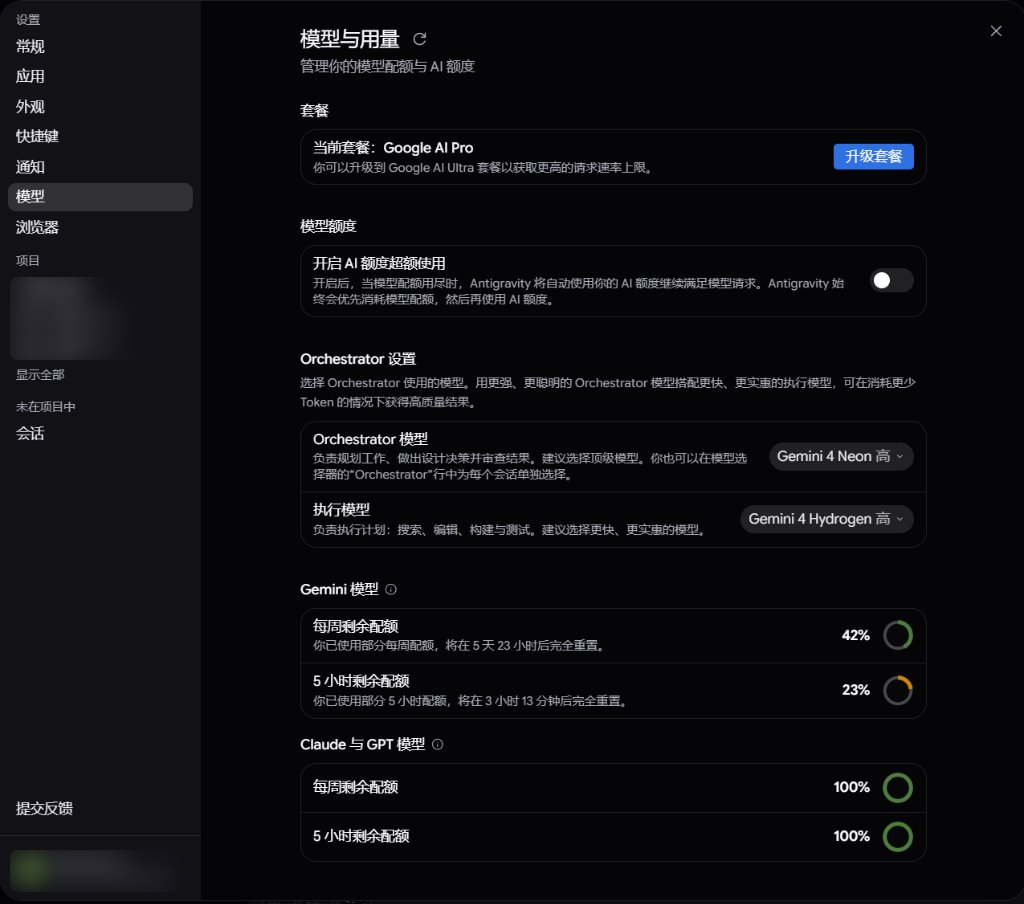 设置
常规
应用
外观
快捷键
通知
模型
浏览器
项目
显示全部
未在项目中
会话
提交反馈
模型与用量
管理你的模型配额与 AI 额度
套餐
当前套餐：Google AI Pro
你可以升级到 Google AI Ultra 套餐以获取更高的请求速率上限。
升级套餐
模型额度
开启 AI 额度超额使用
开启后，当模型配额用尽时，Antigravity 将自动使用你的 AI 额度继续满足模型请求。Antigravity 始
终会优先消耗模型配额，然后再使用 AI 额度。
Orchestrator 设置
选择 Orchestrator 使用的模型。用更强、更聪明的 Orchestrator 模型搭配更快、更实惠的执行模型，可在消耗更少
Token 的情况下获得高质量结果。
Orchestrator 模型
负责规划工作、做出设计决策并审查结果。建议选择顶级模型。你也可以在模型选
择器的“Orchestrator”行中为每个会话单独选择。
Gemini 4 Neon 高
执行模型
负责执行计划：搜索、编辑、构建与测试。建议选择更快、更实惠的模型。
Gemini 4 Hydrogen 高
Gemini 模型
每周剩余配额
你已使用部分每周配额，将在 5 天 23 小时后完全重置。
42%
5 小时剩余配额
你已使用部分 5 小时配额，将在 3 小时 13 分钟后完全重置。
23%
Claude 与 GPT 模型
每周剩余配额
100%
5 小时剩余配额
100%